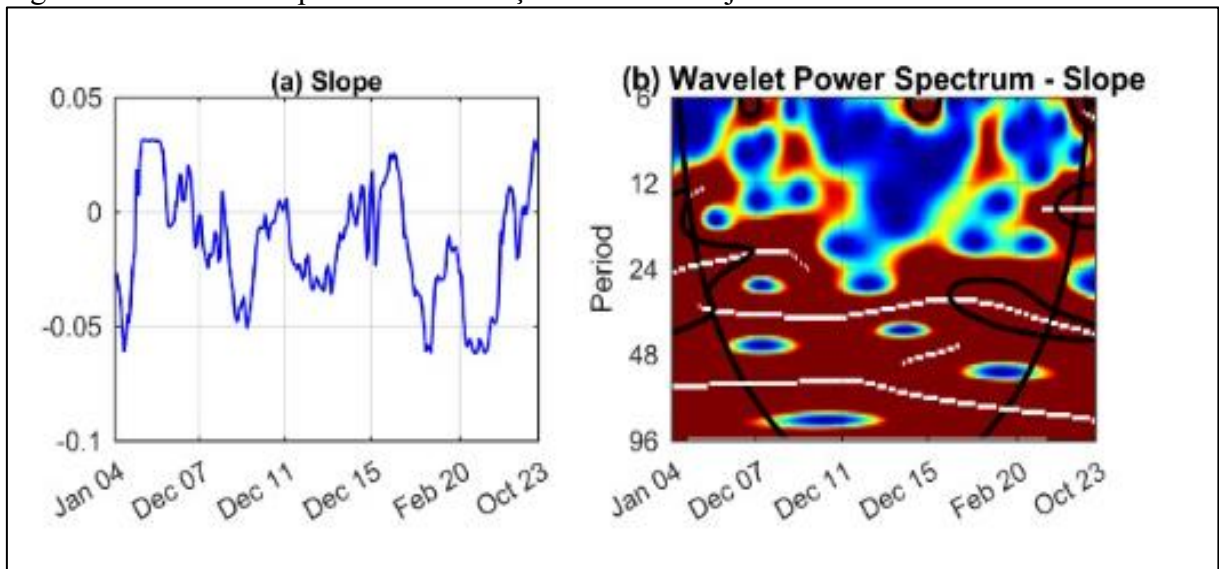 (a) Slope
0.05
0
-0.05
-0.1
Jan 04
Dec 07
Dec 11
Dec 15
Feb 20
Oct 23
(b) Wavelet Power Spectrum - Slope
Period
6
12
24
48
96
Jan 04
Dec 07
Dec 11
Dec 15
Feb 20
Oct 23